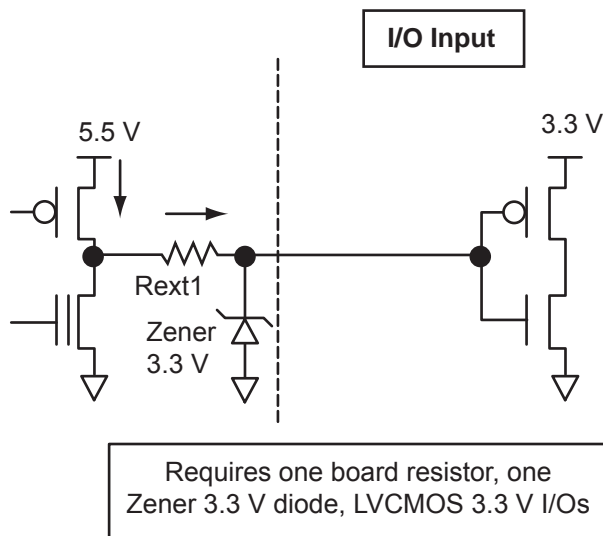 I/O Input
5.5 V
3.3 V
Rext1
Zener
3.3 V
Requires one board resistor, one
Zener 3.3 V diode, LVCMOS 3.3 V I/Os